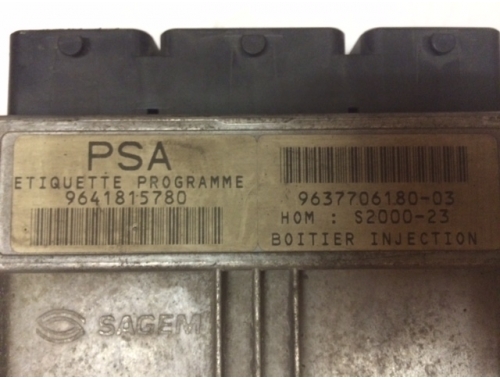 PSA
ETIQUETTE PROGRAMME
9641815780
9637706180-03
HOM : S2000-23
BOITIER INJECTION
SAGEM